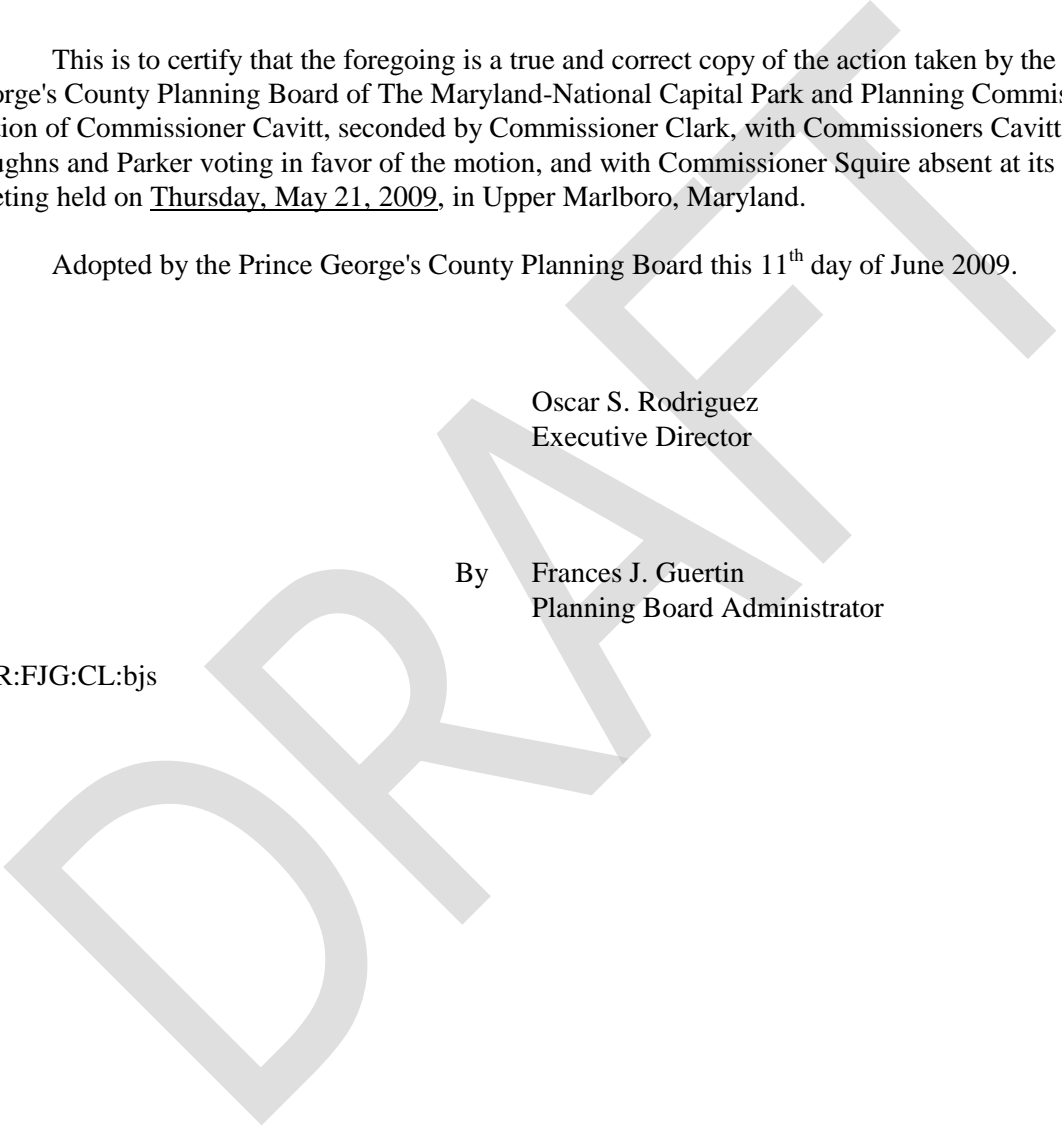 This is to certify that the foregoing is a true and correct copy of the action taken by the
orge's County Planning Board of The Maryland-National Capital Park and Planning Commis
tion of Commissioner Cavitt, seconded by Commissioner Clark, with Commissioners Cavitt
ughns and Parker voting in favor of the motion, and with Commissioner Squire absent at its
eting held on Thursday, May 21, 2009, in Upper Marlboro, Maryland.
Adopted by the Prince George's County Planning Board this 11th day of June 2009.
Oscar S. Rodriguez
Executive Director
By Frances J. Guertin
Planning Board Administrator
R:FJG:CL:bjs
DRAFT